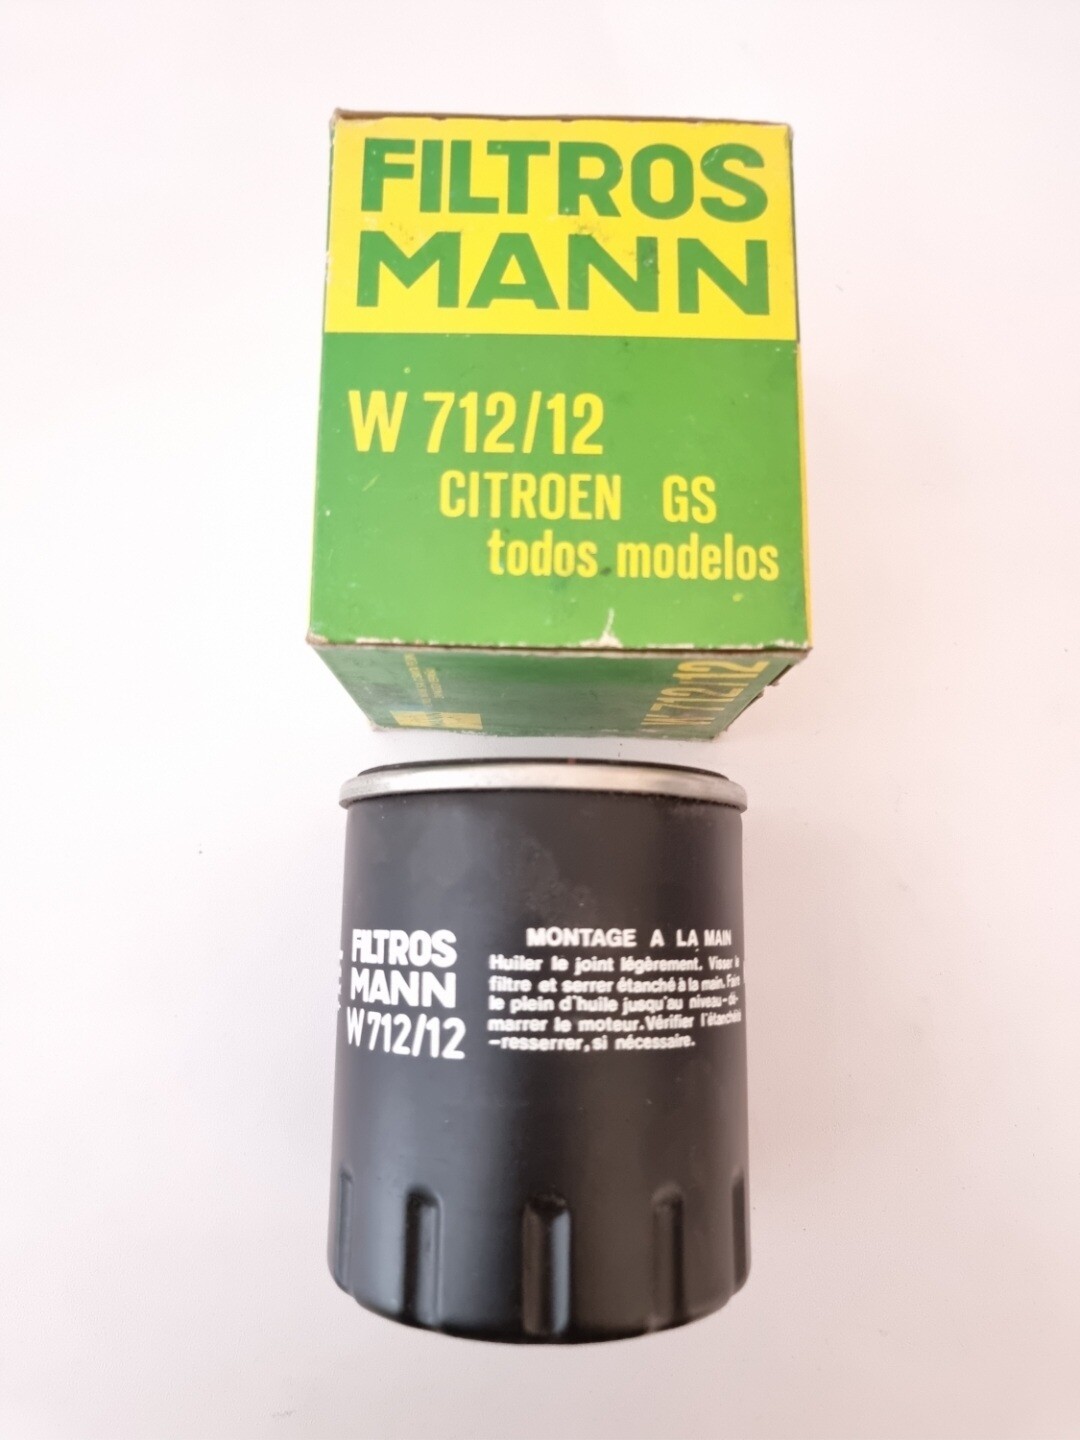 FILTROS
MANN
W 712/12
CITROEN GS
todos modelos
W 712/12
FILTROS
MANN
W 712/12
MONTAGE A LA MAIN
Huiler le joint légèrement. Visser le
filtre et serrer étanché à la main. Faire
le plein d'huile jusqu'au niveau-dé-
marrer le moteur. Vérifier l'étanchéité
-resserrer, si nécessaire.